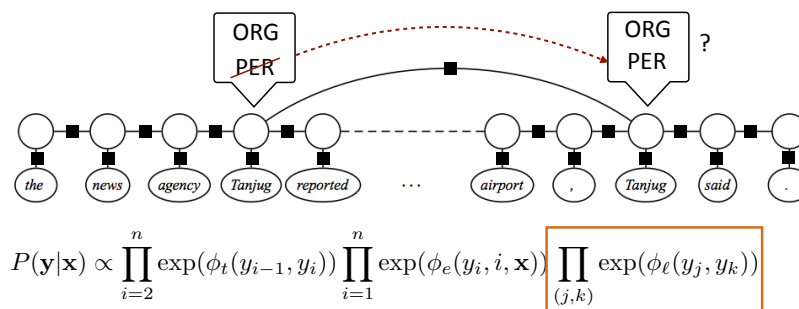 ORG
PER
ORG
PER
?
the news agency Tanjug reported ... airport , Tanjug said .
P(y|x) ∝ ∏_{i=2}^{n} exp(ϕ_t(y_{i−1}, y_i)) ∏_{i=1}^{n} exp(ϕ_e(y_i, i, x)) ∏_{(j,k)} exp(ϕ_ℓ(y_j, y_k))